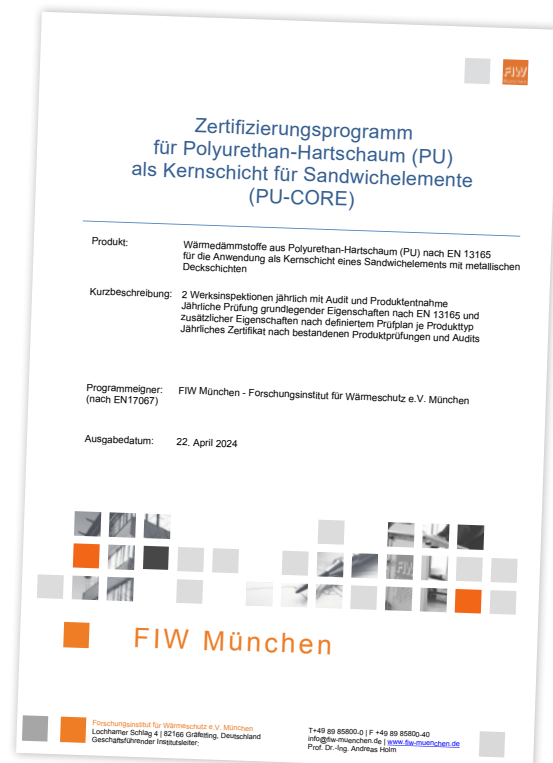 FIW
Zertifizierungsprogramm
für Polyurethan-Hartschaum (PU)
als Kernschicht für Sandwichelemente
(PU-CORE)
Produkt: Wärmedämmstoffe aus Polyurethan-Hartschaum (PU) nach EN 13165
für die Anwendung als Kernschicht eines Sandwichelements mit metallischen
Deckschichten
Kurzbeschreibung: 2 Werksinspektionen jährlich mit Audit und Produktentnahme
Jährliche Prüfung grundlegender Eigenschaften nach EN 13165 und
zusätzlicher Eigenschaften nach definiertem Prüfplan je Produkttyp
Jährliches Zertifikat nach bestandenen Produktprüfungen und Audits
Programmeigner: FIW München - Forschungsinstitut für Wärmeschutz e.V. München
(nach EN17067)
Ausgabedatum: 22. April 2024
FIW
FIW München
Forschungsinstitut für Wärmeschutz e.V. München
Lochhamer Schlag 4 | 82166 Gräfelfing, Deutschland
Geschäftsführender Institutsleiter:
T+49 89 85800-0 | F +49 89 85800-40
info@fiw-muenchen.de | www.fiw-muenchen.de
Prof. Dr.-Ing. Andreas Holm